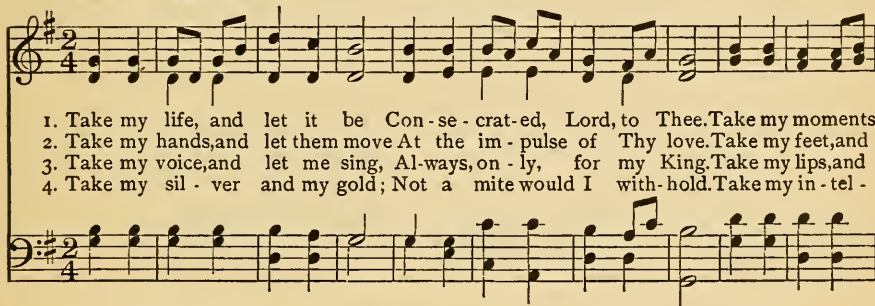 1. Take my life, and let it be Con - se - crat - ed, Lord, to Thee. Take my moments
2. Take my hands, and let them move At the im - pulse of Thy love. Take my feet, and
3. Take my voice, and let me sing, Al - ways, on - ly, for my King. Take my lips, and
4. Take my sil - ver and my gold; Not a mite would I with - hold. Take my in - tel -